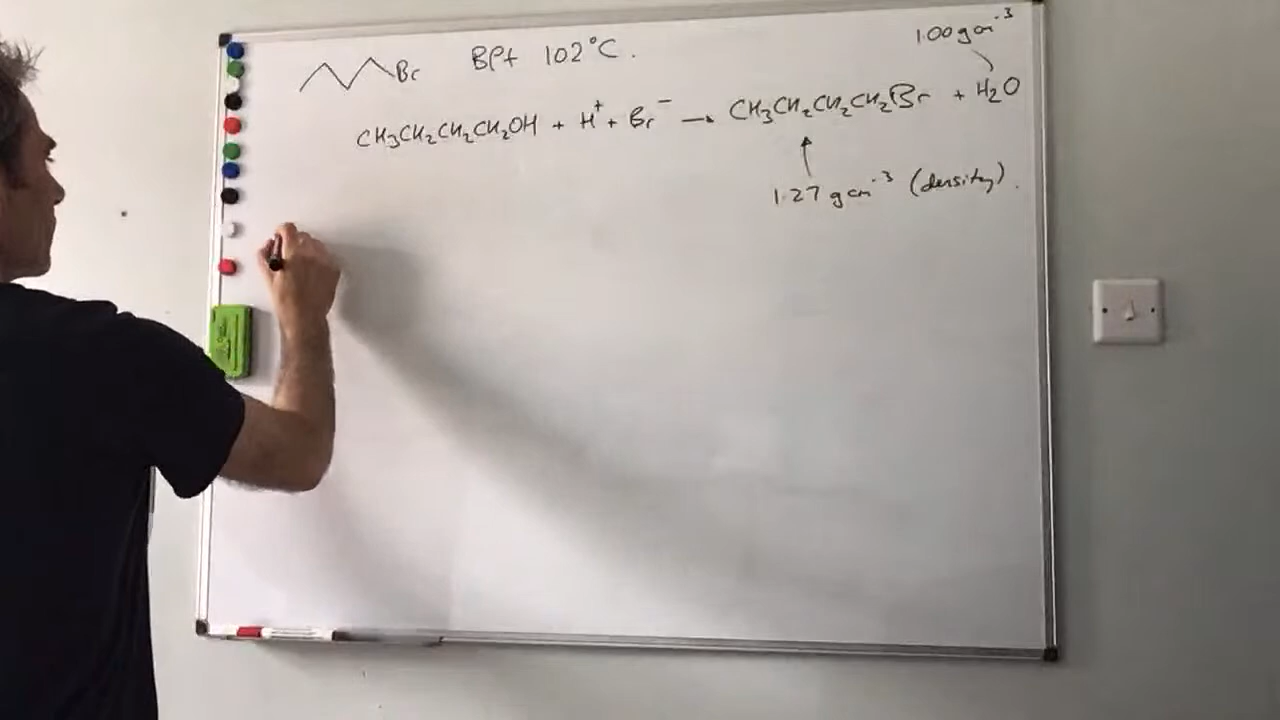 Br BPt 102°C.
1.00 g cm⁻³
CH₃CH₂CH₂CH₂OH + H⁺ + Br⁻ → CH₃CH₂CH₂CH₂Br + H₂O
1.27 g cm⁻³ (density).